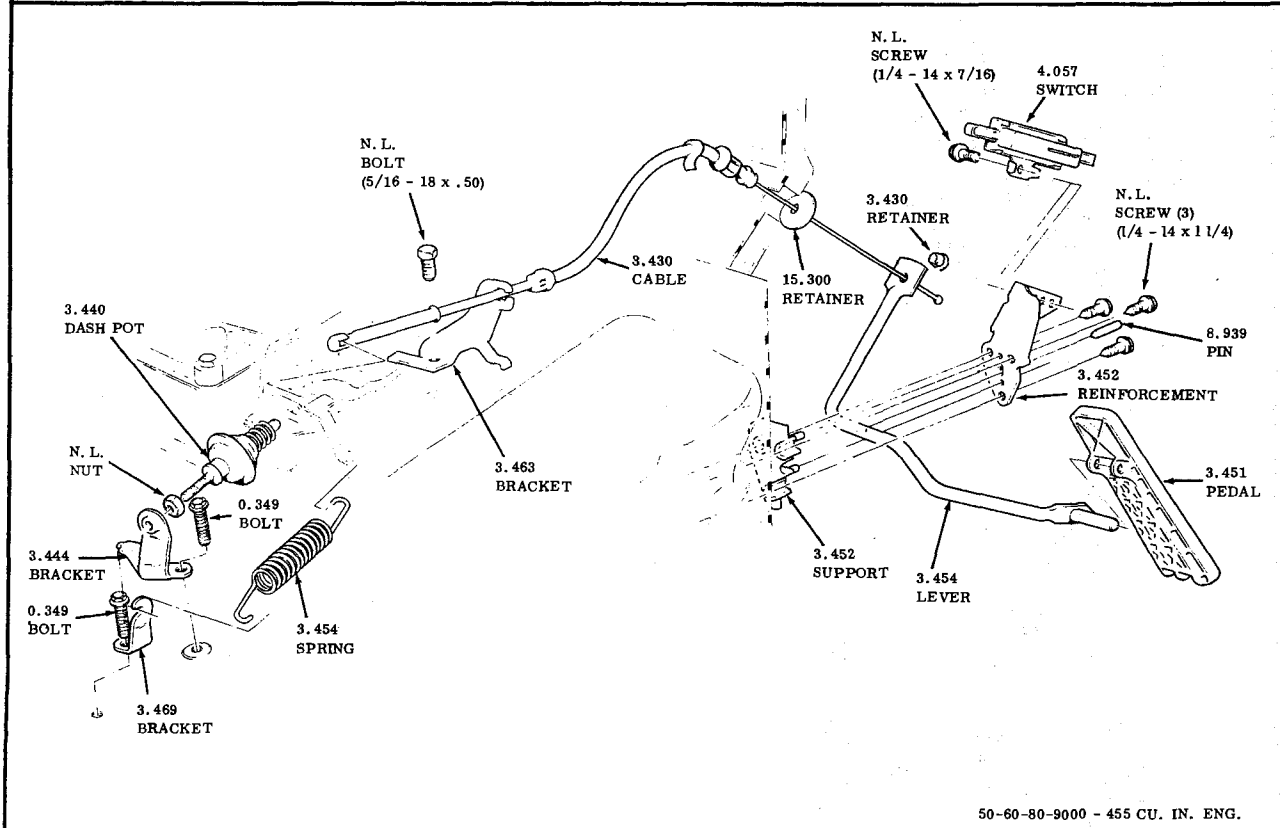 N. L.
SCREW
(1/4 - 14 x 7/16)
4.057
SWITCH
N. L.
BOLT
(5/16 - 18 x .50)
3.430
RETAINER
N. L.
SCREW (3)
(1/4 - 14 x 1 1/4)
3.430
CABLE
15.300
RETAINER
3.440
DASH POT
8.939
PIN
3.452
REINFORCEMENT
N. L.
NUT
3.463
BRACKET
3.451
PEDAL
0.349
BOLT
3.444
BRACKET
3.452
SUPPORT
3.454
LEVER
0.349
BOLT
3.454
SPRING
3.469
BRACKET
50-60-80-9000 - 455 CU. IN. ENG.